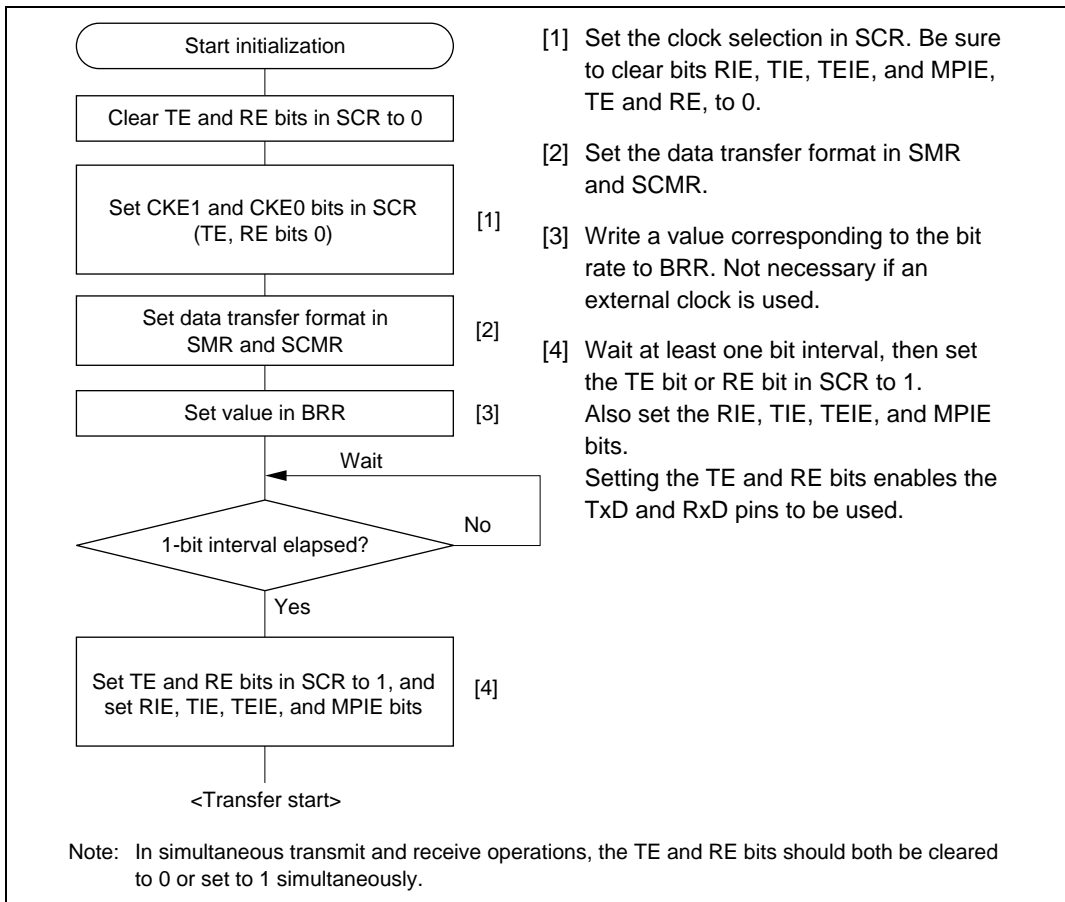 Start initialization
Clear TE and RE bits in SCR to 0
Set CKE1 and CKE0 bits in SCR
(TE, RE bits 0)
[1]
Set data transfer format in
SMR and SCMR
[2]
Set value in BRR
[3]
Wait
1-bit interval elapsed?
No
Yes
Set TE and RE bits in SCR to 1, and
set RIE, TIE, TEIE, and MPIE bits
[4]
<Transfer start>
[1] Set the clock selection in SCR. Be sure
to clear bits RIE, TIE, TEIE, and MPIE,
TE and RE, to 0.
[2] Set the data transfer format in SMR
and SCMR.
[3] Write a value corresponding to the bit
rate to BRR. Not necessary if an
external clock is used.
[4] Wait at least one bit interval, then set
the TE bit or RE bit in SCR to 1.
Also set the RIE, TIE, TEIE, and MPIE
bits.
Setting the TE and RE bits enables the
TxD and RxD pins to be used.
Note: In simultaneous transmit and receive operations, the TE and RE bits should both be cleared
to 0 or set to 1 simultaneously.